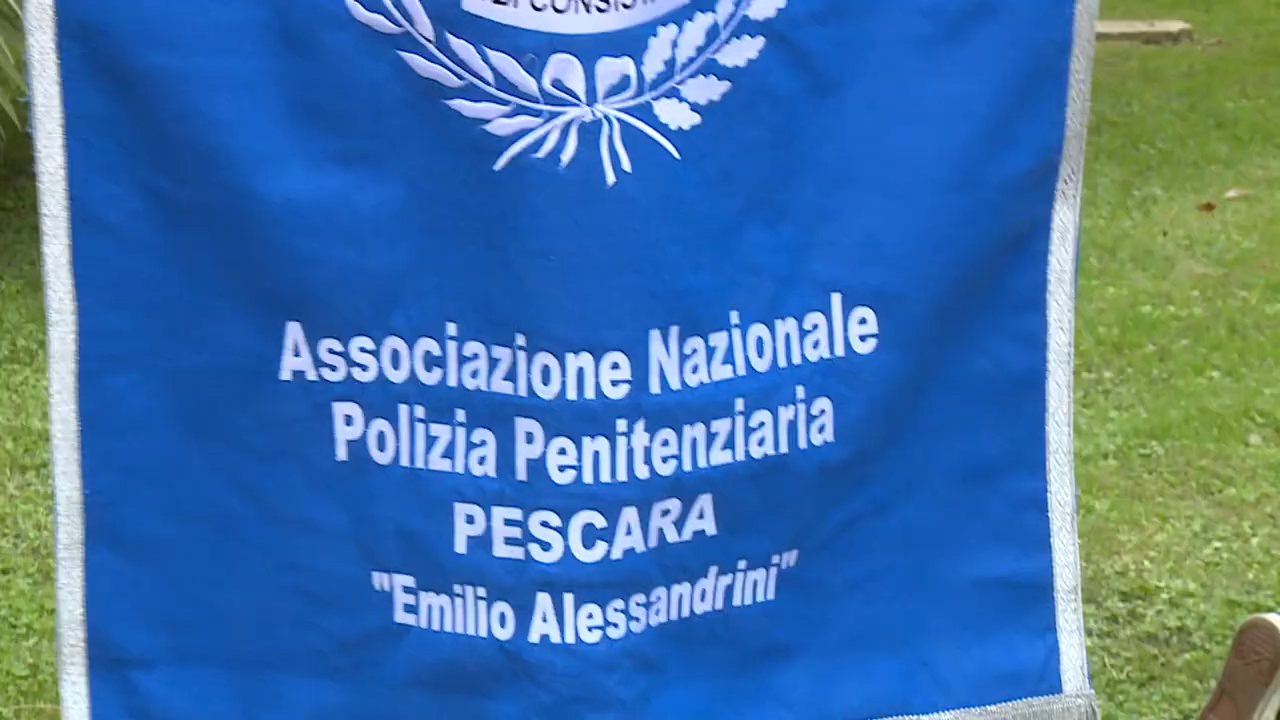 Associazione Nazionale
Polizia Penitenziaria
PESCARA
"Emilio Alessandrini"